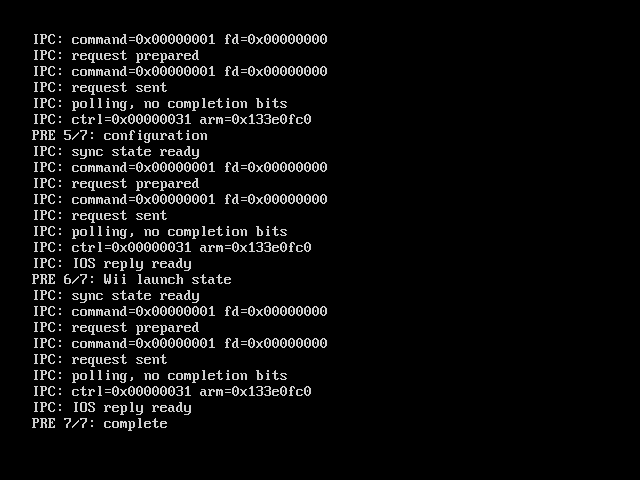 IPC: command=0x00000001 fd=0x00000000
IPC: request prepared
IPC: command=0x00000001 fd=0x00000000
IPC: request sent
IPC: polling, no completion bits
IPC: ctrl=0x00000031 arm=0x133e0fc0
PRE 5/7: configuration
IPC: sync state ready
IPC: command=0x00000001 fd=0x00000000
IPC: request prepared
IPC: command=0x00000001 fd=0x00000000
IPC: request sent
IPC: polling, no completion bits
IPC: ctrl=0x00000031 arm=0x133e0fc0
IPC: IOS reply ready
PRE 6/7: Wii launch state
IPC: sync state ready
IPC: command=0x00000001 fd=0x00000000
IPC: request prepared
IPC: command=0x00000001 fd=0x00000000
IPC: request sent
IPC: polling, no completion bits
IPC: ctrl=0x00000031 arm=0x133e0fc0
IPC: IOS reply ready
PRE 7/7: complete